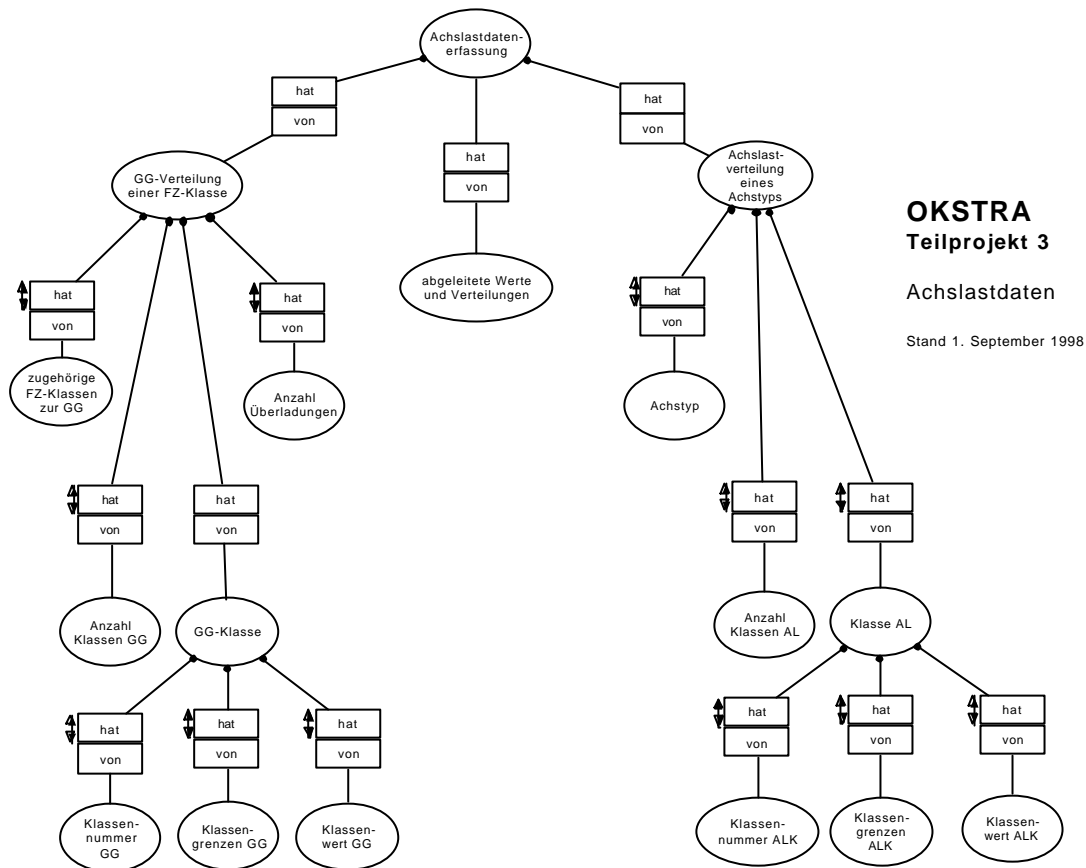 Achslastdaten-
erfassung
hat
von
hat
von
hat
von
GG-Verteilung
einer FZ-Klasse
Achslast-
verteilung
eines
Achstyps
OKSTRA
Teilprojekt 3
Achslastdaten
Stand 1. September 1998
abgeleitete Werte
und Verteilungen
hat
von
hat
von
hat
von
zugehörige
FZ-Klassen
zur GG
Anzahl
Überladungen
Achstyp
hat
von
hat
von
hat
von
hat
von
Anzahl
Klassen GG
GG-Klasse
Anzahl
Klassen AL
Klasse AL
hat
von
hat
von
hat
von
hat
von
hat
von
hat
von
Klassen-
nummer
GG
Klassen-
grenzen GG
Klassen-
wert GG
Klassen-
nummer ALK
Klassen-
grenzen
ALK
Klassen-
wert ALK